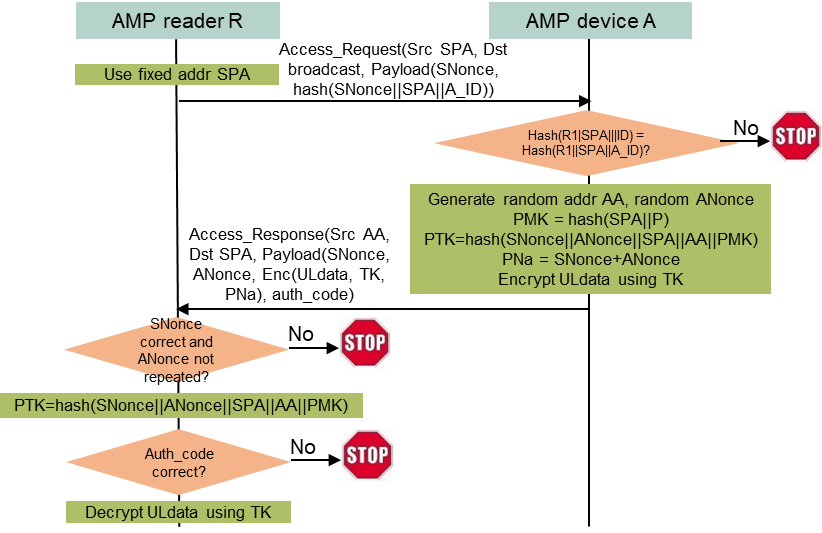 AMP reader R
AMP device A
Use fixed addr SPA
Access_Request(Src SPA, Dst
broadcast, Payload(SNonce,
hash(SNonce||SPA||A_ID))
Hash(R1|SPA|||ID) =
Hash(R1||SPA||A_ID)?
No
STOP
Generate random addr AA, random ANonce
PMK = hash(SPA||P)
PTK=hash(SNonce||ANonce||SPA||AA||PMK)
PNa = SNonce+ANonce
Encrypt ULdata using TK
Access_Response(Src AA,
Dst SPA, Payload(SNonce,
ANonce, Enc(ULdata, TK,
PNa), auth_code)
SNonce
correct and
ANonce not
repeated?
No
STOP
PTK=hash(SNonce||ANonce||SPA||AA||PMK)
Auth_code
correct?
No
STOP
Decrypt ULdata using TK